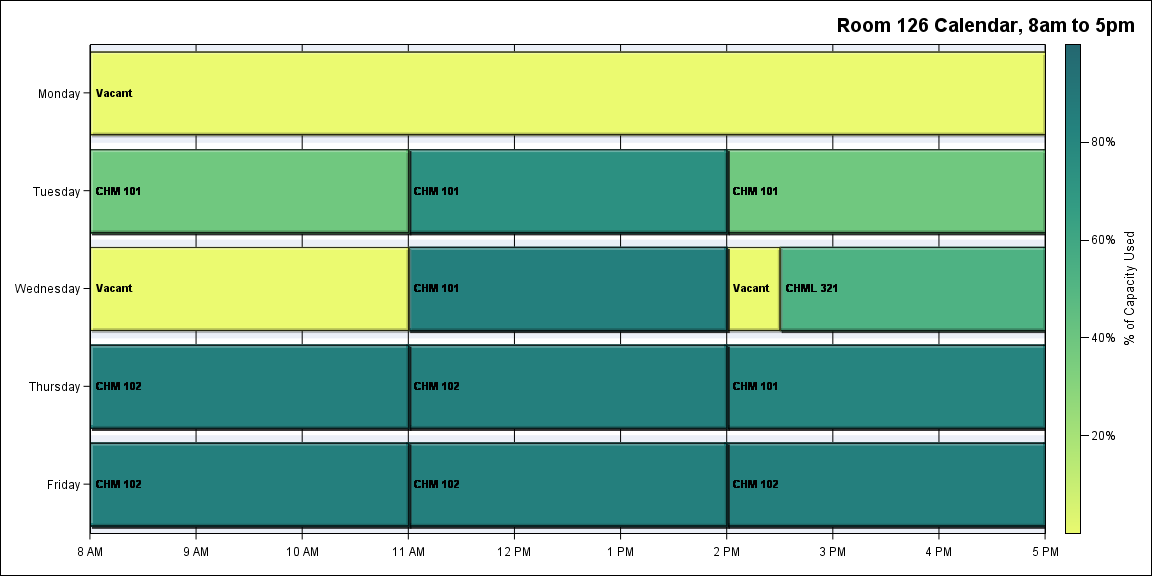 Room 126 Calendar, 8am to 5pm
Monday
Vacant
Tuesday
CHM 101
CHM 101
CHM 101
Wednesday
Vacant
CHM 101
Vacant
CHML 321
Thursday
CHM 102
CHM 102
CHM 101
Friday
CHM 102
CHM 102
CHM 102
8 AM
9 AM
10 AM
11 AM
12 PM
1 PM
2 PM
3 PM
4 PM
5 PM
80%
60%
40%
20%
% of Capacity Used